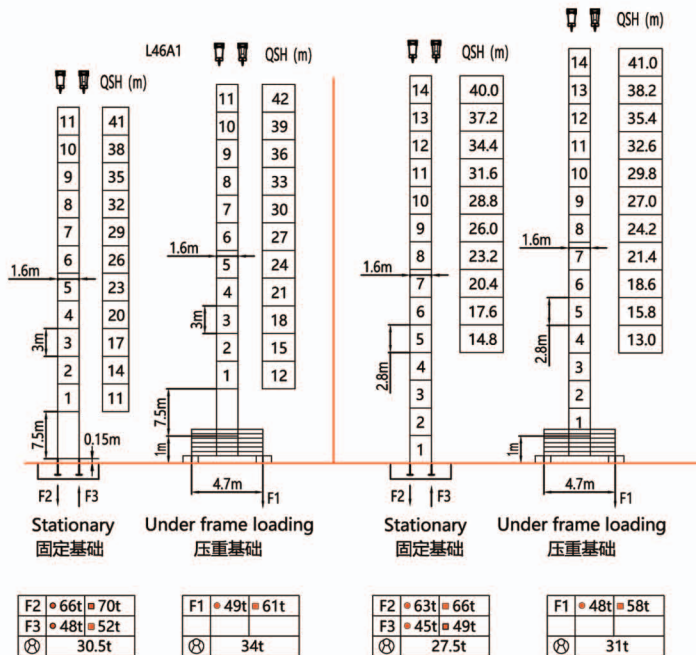 L46A1
QSH (m)
11 41
10 38
9 35
8 32
7 29
6 26
5 23
4 20
3 17
2 14
1 11
1.6m
3m
7.5m
0.15m
F2 F3
Stationary
固定基础
F2 66t 70t
F3 48t 52t
30.5t
QSH (m)
11 42
10 39
9 36
8 33
7 30
6 27
5 24
4 21
3 18
2 15
1 12
1.6m
3m
7.5m
1m
4.7m
F1
Under frame loading
压重基础
F1 49t 61t
34t
QSH (m)
14 40.0
13 37.2
12 34.4
11 31.6
10 28.8
9 26.0
8 23.2
7 20.4
6 17.6
5 14.8
4
3
2
1
1.6m
2.8m
F2 F3
Stationary
固定基础
F2 63t 66t
F3 45t 49t
27.5t
QSH (m)
14 41.0
13 38.2
12 35.4
11 32.6
10 29.8
9 27.0
8 24.2
7 21.4
6 18.6
5 15.8
4 13.0
3
2
1
1.6m
2.8m
1m
4.7m
F1
Under frame loading
压重基础
F1 48t 58t
31t